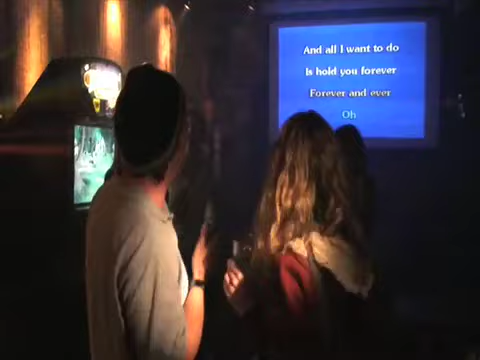 And all I want to do
Is hold you forever
Forever and ever
Oh